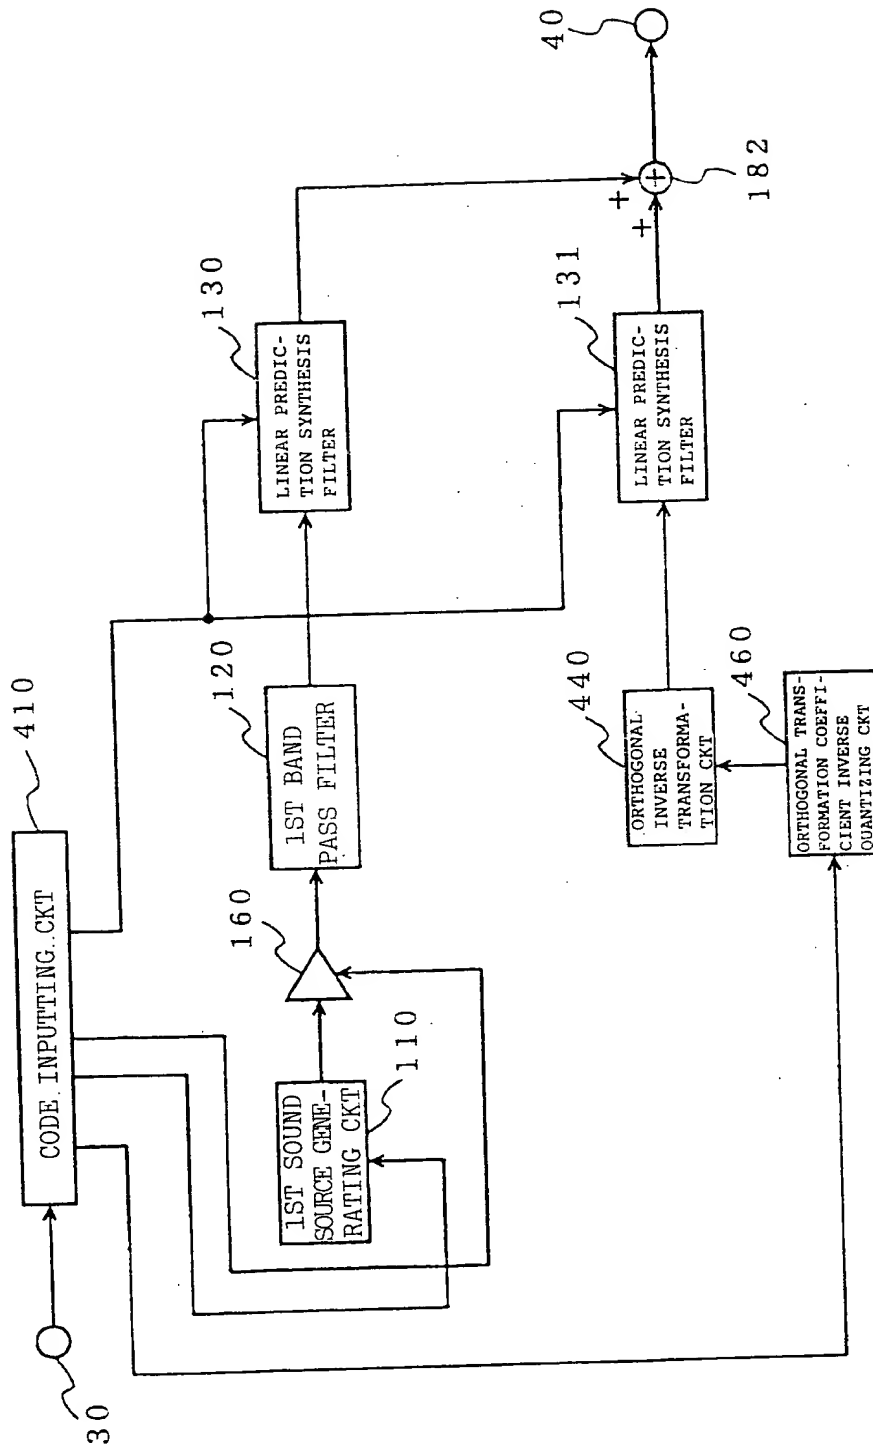 30
CODE INPUTTING CKT
410
1ST SOUND
SOURCE GENE-
RATING CKT
110
160
1ST BAND
PASS FILTER
120
LINEAR PREDIC-
TION SYNTHESIS
FILTER
130
ORTHOGONAL
INVERSE
TRANSFORMA-
TION CKT
440
LINEAR PREDIC-
TION SYNTHESIS
FILTER
131
ORTHOGONAL TRANS-
FORMATION COEFFI-
CIENT INVERSE
QUANTIZING CKT
460
+
+
+
182
40